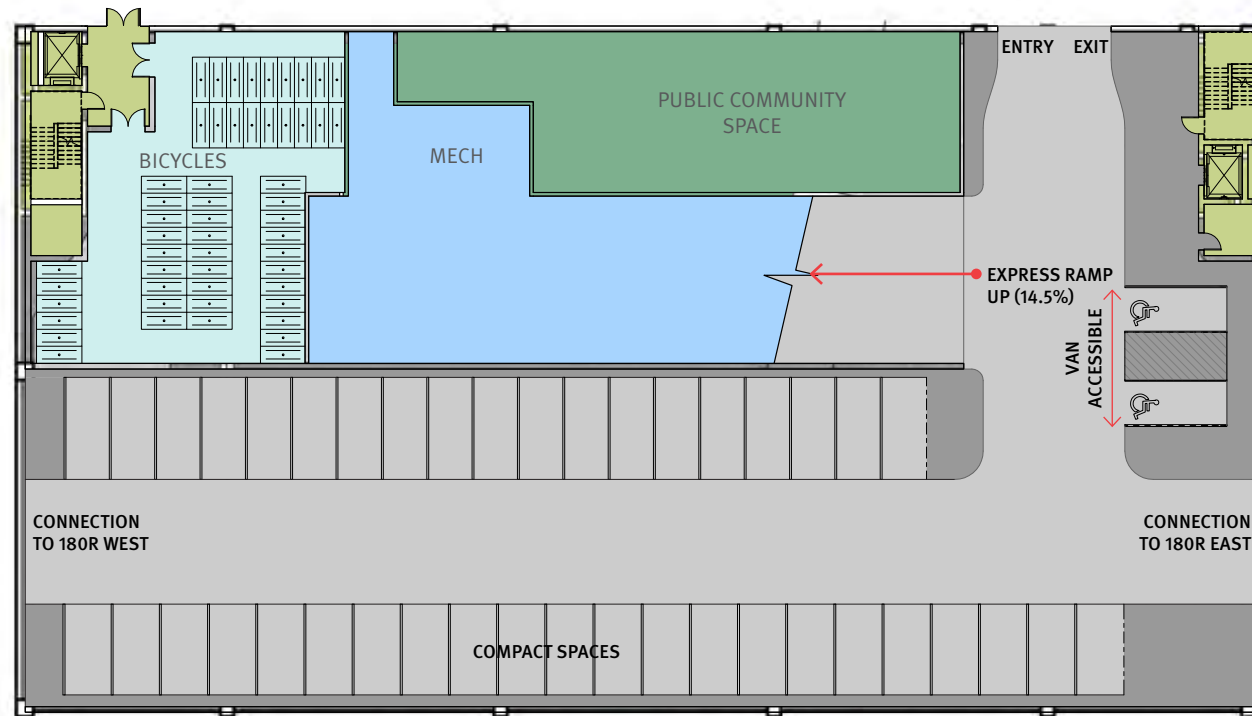 ENTRY EXIT
PUBLIC COMMUNITY
SPACE
MECH
BICYCLES
EXPRESS RAMP
UP (14.5%)
VAN
ACCESSIBLE
CONNECTION
TO 180R WEST
CONNECTION
TO 180R EAST
COMPACT SPACES